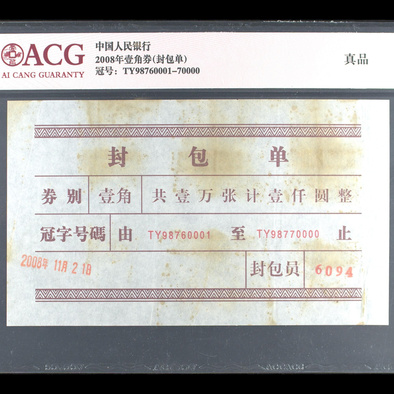 ACG
AI CANG GUARANTY
中国人民银行
2008年壹角券(封包单)
冠号：TY98760001-70000
真品
封包单
券别 壹角 共壹万张计壹仟圆整
冠字号碼 由 TY98760001 至 TY98770000 止
2008年 11月 21日
封包员 6094